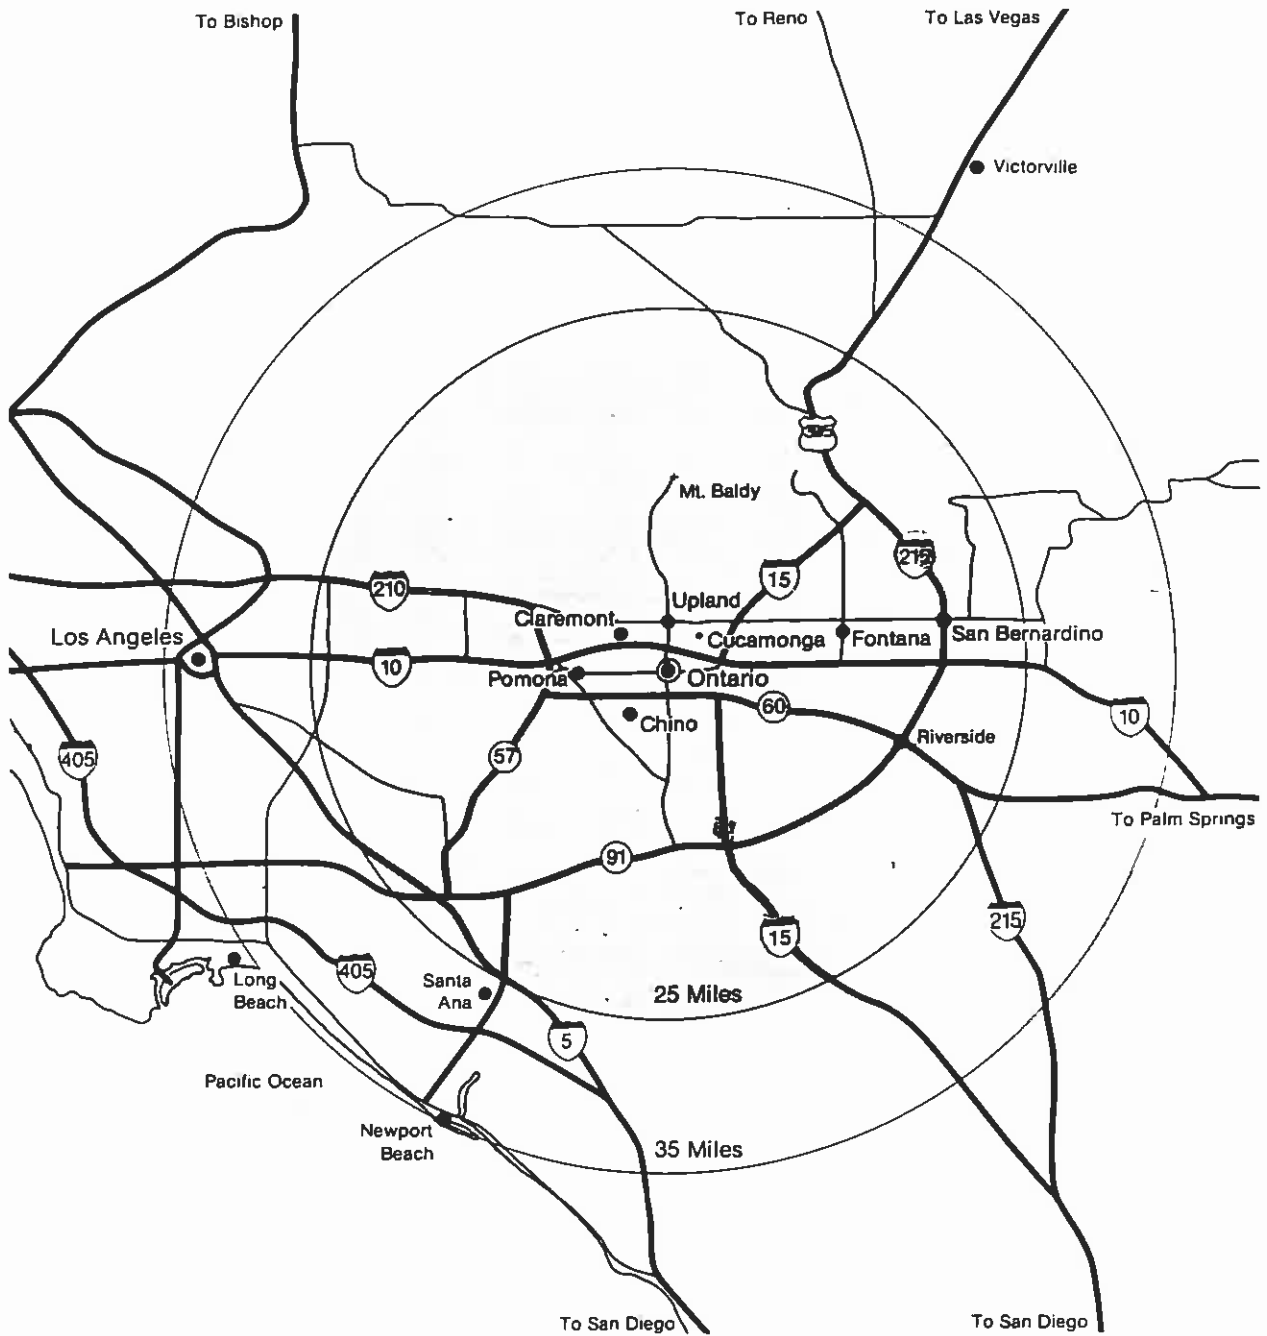 To Bishop
To Reno
To Las Vegas
Victorville
395
Mt. Baldy
215
15
210
Upland
Claremont
Cucamonga
Fontana
San Bernardino
Los Angeles
10
Pomona
Ontario
60
10
Chino
Riverside
57
405
To Palm Springs
91
215
15
405
Long
Beach
Santa
Ana
25 Miles
5
Pacific Ocean
Newport
Beach
35 Miles
To San Diego
To San Diego